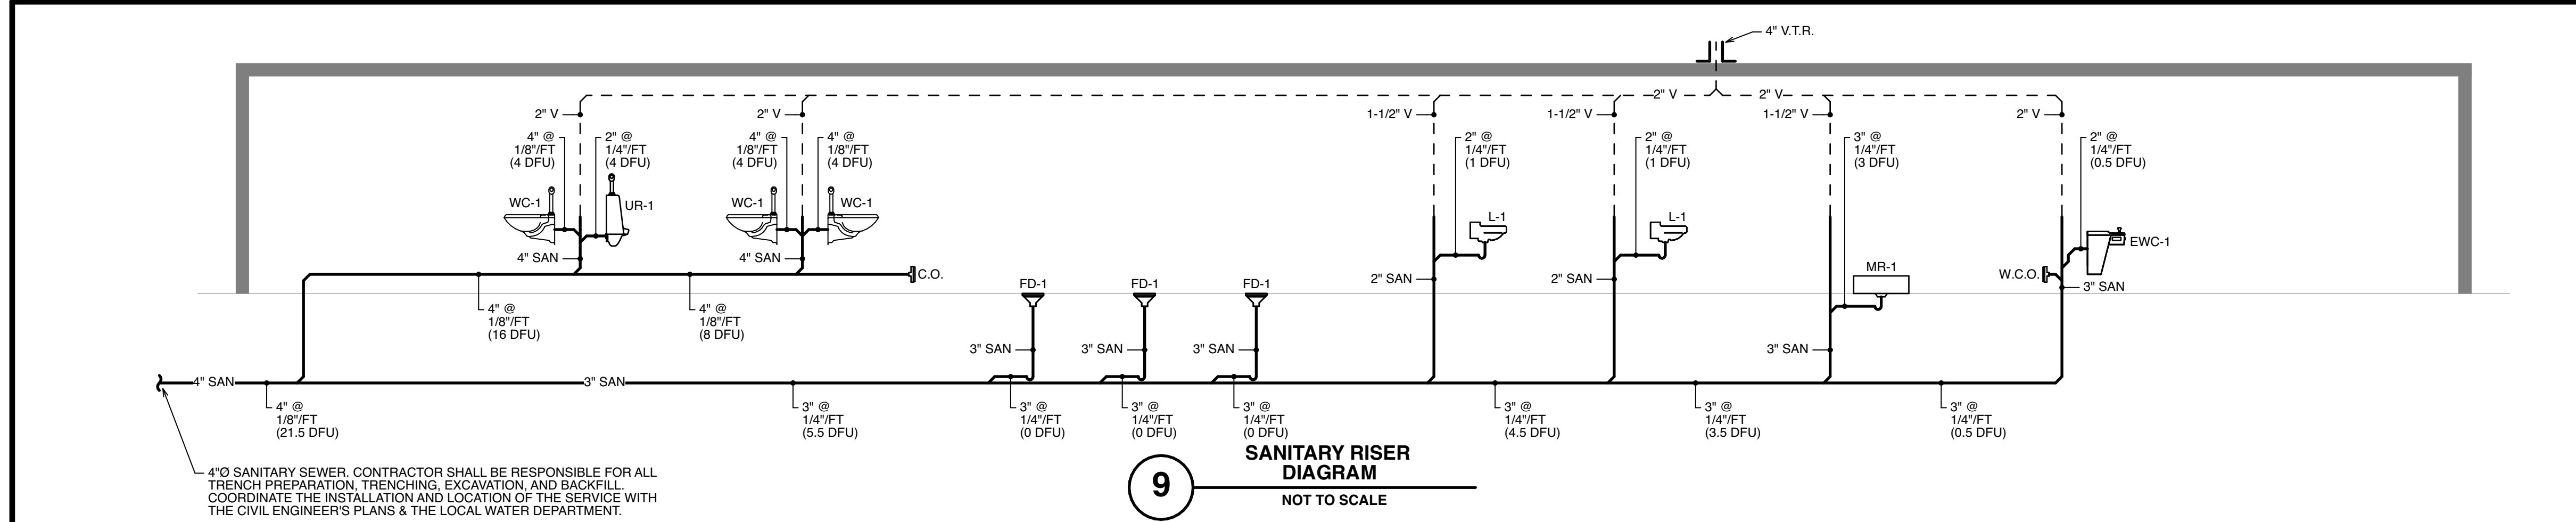 4" V.T.R.
2" V
2" V
1-1/2" V
1-1/2" V
2" V
2" V
1-1/2" V
2" V
4" @
1/8"/FT
(4 DFU)
2" @
1/4"/FT
(4 DFU)
4" @
1/8"/FT
(4 DFU)
4" @
1/8"/FT
(4 DFU)
2" @
1/4"/FT
(1 DFU)
2" @
1/4"/FT
(1 DFU)
3" @
1/4"/FT
(3 DFU)
2" @
1/4"/FT
(0.5 DFU)
WC-1
UR-1
WC-1
WC-1
L-1
L-1
EWC-1
4" SAN
4" SAN
C.O.
FD-1
FD-1
FD-1
2" SAN
2" SAN
MR-1
W.C.O.
3" SAN
4" @
1/8"/FT
(16 DFU)
4" @
1/8"/FT
(8 DFU)
3" SAN
3" SAN
3" SAN
3" SAN
4" SAN
3" SAN
4" @
1/8"/FT
(21.5 DFU)
3" @
1/4"/FT
(5.5 DFU)
3" @
1/4"/FT
(0 DFU)
3" @
1/4"/FT
(0 DFU)
3" @
1/4"/FT
(0 DFU)
3" @
1/4"/FT
(4.5 DFU)
3" @
1/4"/FT
(3.5 DFU)
3" @
1/4"/FT
(0.5 DFU)
4"Ø SANITARY SEWER. CONTRACTOR SHALL BE RESPONSIBLE FOR ALL
TRENCH PREPARATION, TRENCHING, EXCAVATION, AND BACKFILL.
COORDINATE THE INSTALLATION AND LOCATION OF THE SERVICE WITH
THE CIVIL ENGINEER'S PLANS & THE LOCAL WATER DEPARTMENT.
9
SANITARY RISER
DIAGRAM
NOT TO SCALE